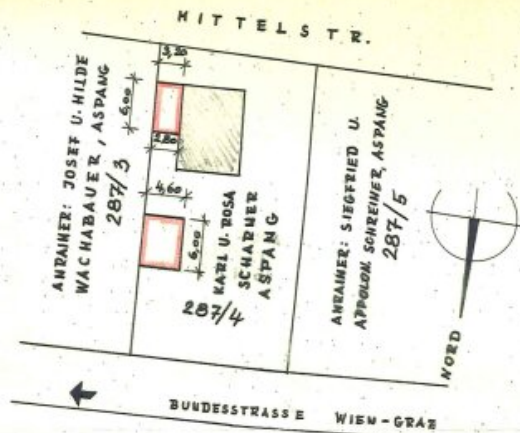 MITTELSTR.
3,20
6,00
2,80
4,60
6,00
ANRAINER: JOSEF U. HILDE
WACHABAUER, ASPANG
287/3
KARL U. ROSA
SCHARNER
ASPANG
287/4
ANRAINER: SIEGFRIED U.
APPOLON. SCHREINER, ASPANG
287/5
NORD
BUNDESSTRASSE WIEN-GRAZ